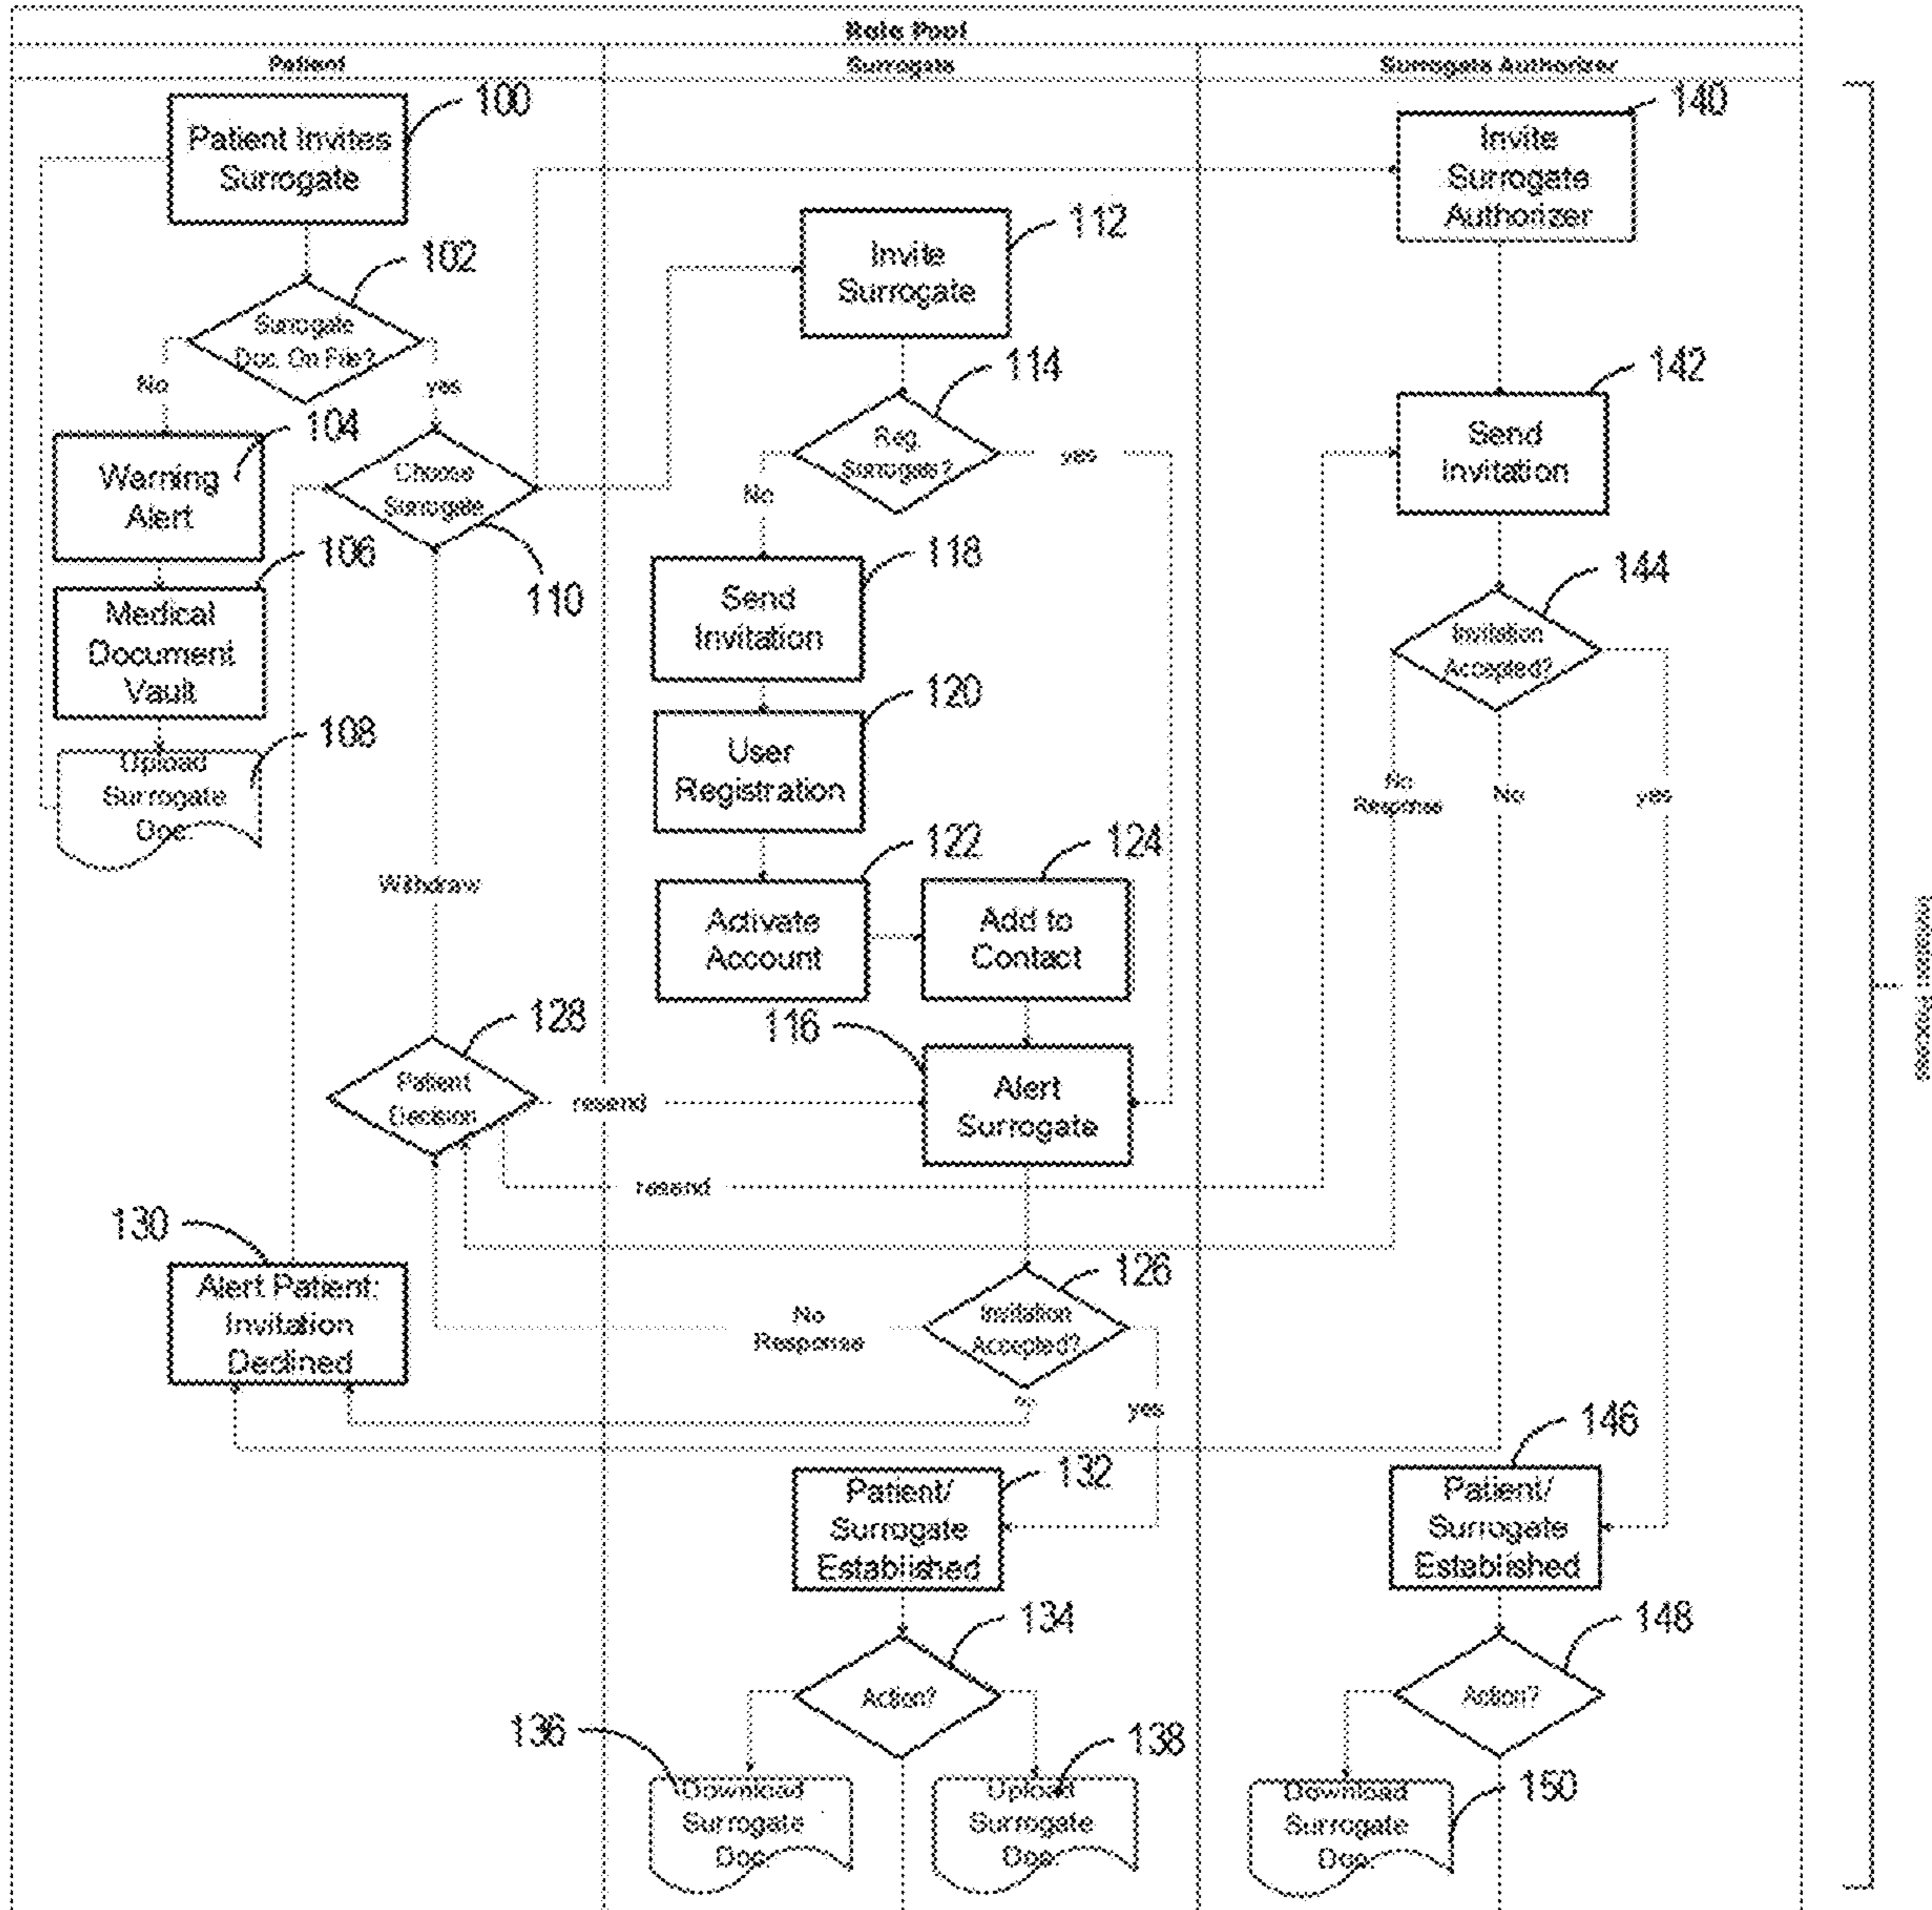 Role Pool
Patient
Surrogate
Surrogate Authorizer
100
Patient Invites
Surrogate
102
Surrogate
Doc. On File?
No
yes
104
Warning
Alert
106
Medical
Document
Vault
108
Upload
Surrogate
Doc.
Choose
Surrogate
110
Withdraw
128
Patient
Decision
resend
resend
130
Alert Patient:
Invitation
Declined
112
Invite
Surrogate
114
Reg.
Surrogate?
No
yes
118
Send
Invitation
120
User
Registration
122
Activate
Account
124
Add to
Contact
116
Alert
Surrogate
126
Invitation
Accepted?
No
Response
no
yes
132
Patient/
Surrogate
Established
134
Action?
136
Download
Surrogate
Doc.
138
Upload
Surrogate
Doc.
140
Invite
Surrogate
Authorizer
142
Send
Invitation
144
Invitation
Accepted?
No
Response
No
yes
146
Patient/
Surrogate
Established
148
Action?
150
Download
Surrogate
Doc.